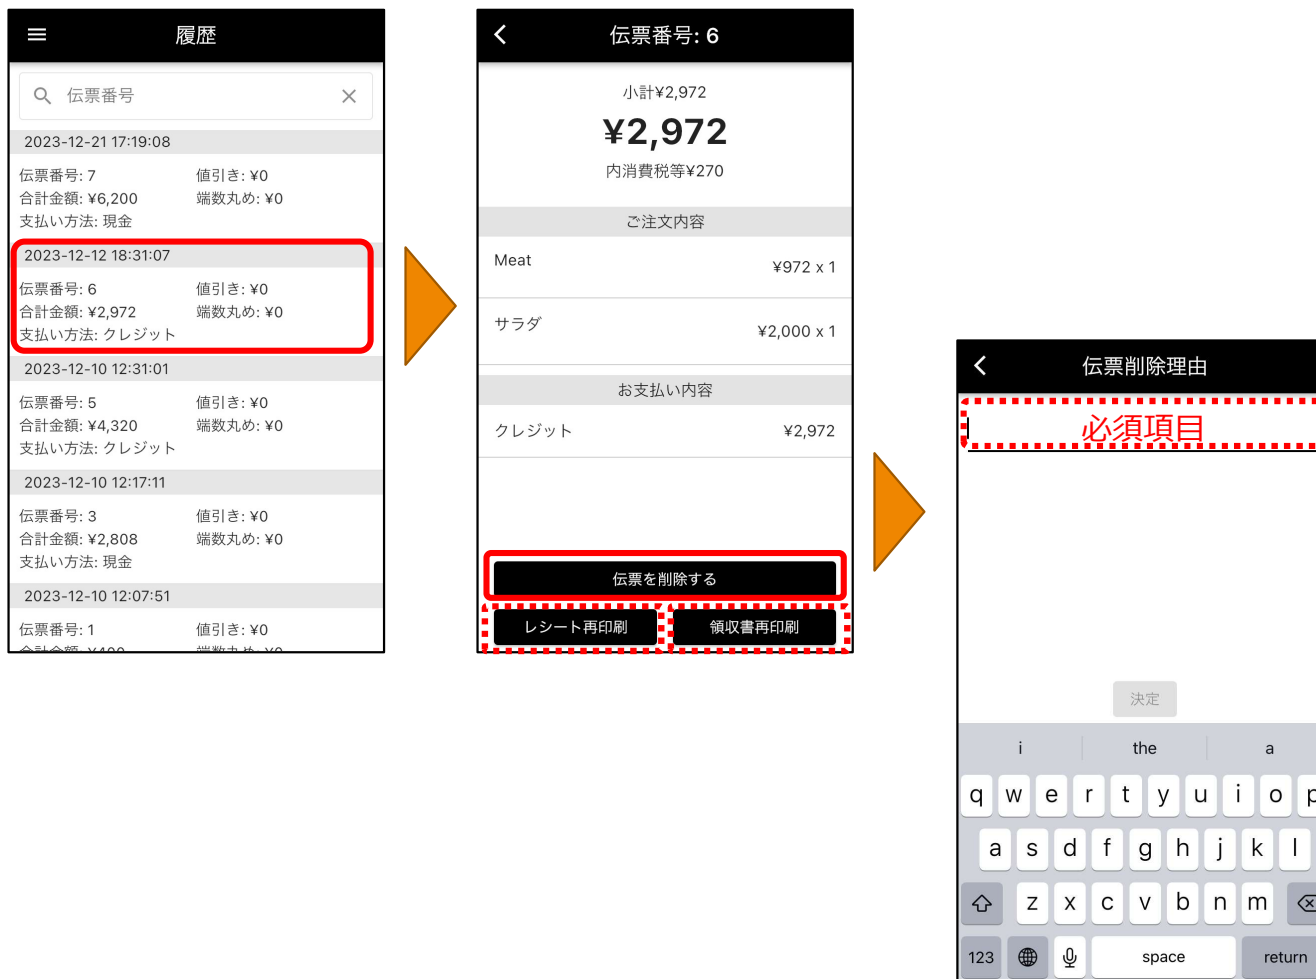 履歴
伝票番号
2023-12-21 17:19:08
伝票番号: 7 値引き: ¥0
合計金額: ¥6,200 端数丸め: ¥0
支払い方法: 現金
2023-12-12 18:31:07
伝票番号: 6 値引き: ¥0
合計金額: ¥2,972 端数丸め: ¥0
支払い方法: クレジット
2023-12-10 12:31:01
伝票番号: 5 値引き: ¥0
合計金額: ¥4,320 端数丸め: ¥0
支払い方法: クレジット
2023-12-10 12:17:11
伝票番号: 3 値引き: ¥0
合計金額: ¥2,808 端数丸め: ¥0
支払い方法: 現金
2023-12-10 12:07:51
伝票番号: 1 値引き: ¥0
伝票番号: 6
小計¥2,972
¥2,972
内消費税等¥270
ご注文内容
Meat ¥972 x 1
サラダ ¥2,000 x 1
お支払い内容
クレジット ¥2,972
伝票を削除する
レシート再印刷 領収書再印刷
伝票削除理由
必須項目
決定
i the a
q w e r t y u i o p
a s d f g h j k l
z x c v b n m
123 space return